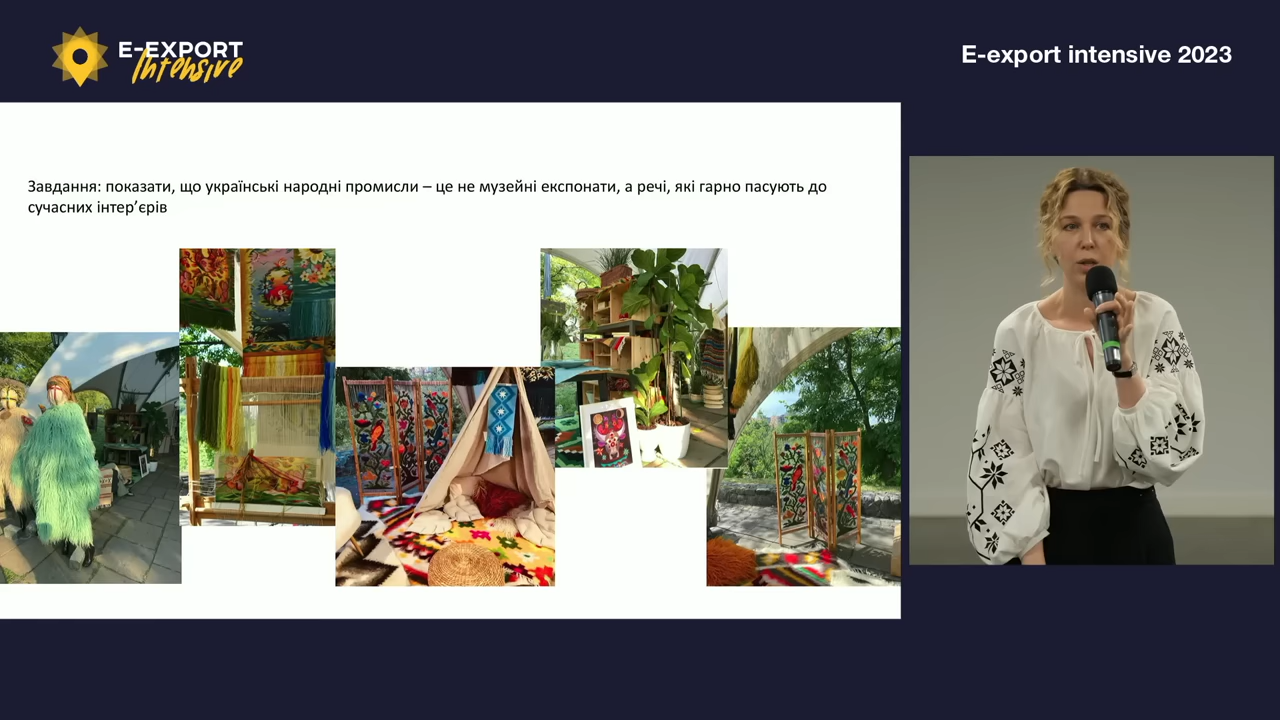 E-EXPORT
Intensive
E-export intensive 2023
Завдання: показати, що українські народні промисли – це не музейні експонати, а речі, які гарно пасують до
сучасних інтер’єрів